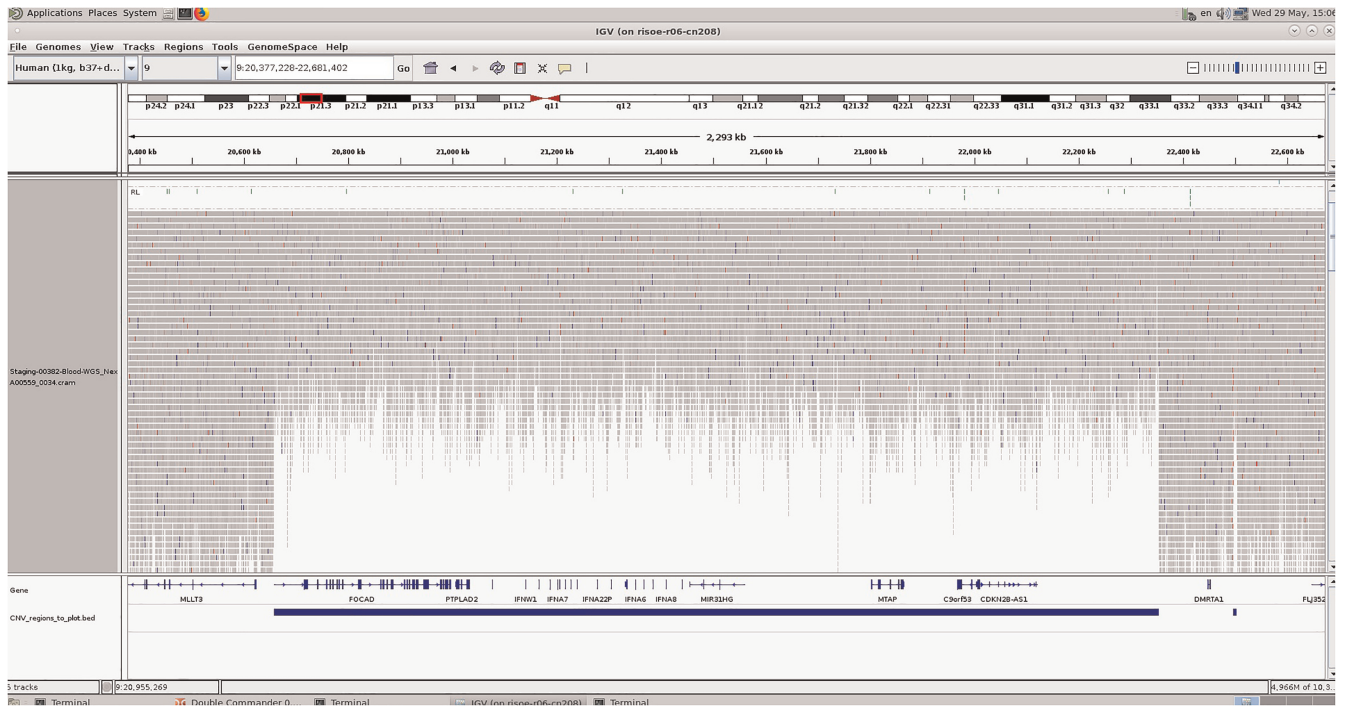 Applications Places System en Wed 29 May, 15:06
IGV (on risoe-r06-cn208)
File Genomes View Tracks Regions Tools GenomeSpace Help
Human (1kg, b37+d... 9 9:20,377,228-22,681,402 Go
p24.2 p24.1 p23 p22.3 p22.1 p21.3 p21.2 p21.1 p13.3 p13.1 p11.2 q11 q12 q13 q21.12 q21.2 q21.32 q22.1 q22.31 q22.33 q31.1 q31.2 q31.3 q32 q33.1 q33.2 q33.3 q34.11 q34.2
2,293 kb
0,400 kb 20,600 kb 20,800 kb 21,000 kb 21,200 kb 21,400 kb 21,600 kb 21,800 kb 22,000 kb 22,200 kb 22,400 kb 22,600 kb
RL
Staging-00382-Blood-WGS_Nex
A00559_0034.cram
Gene
MLLT3 FOCAD PTPLAD2 IFNW1 IFNA7 IFNA22P IFNA6 IFNA8 MIR31HG MTAP C9orf53 CDKN2B-AS1 DMRTA1 FLJ352
CNV_regions_to_plot.bed
5 tracks 9:20,955,269 4,966M of 10,3...
Terminal Double Commander 0.... Terminal IGV (on risoe-r06-cn208) Terminal